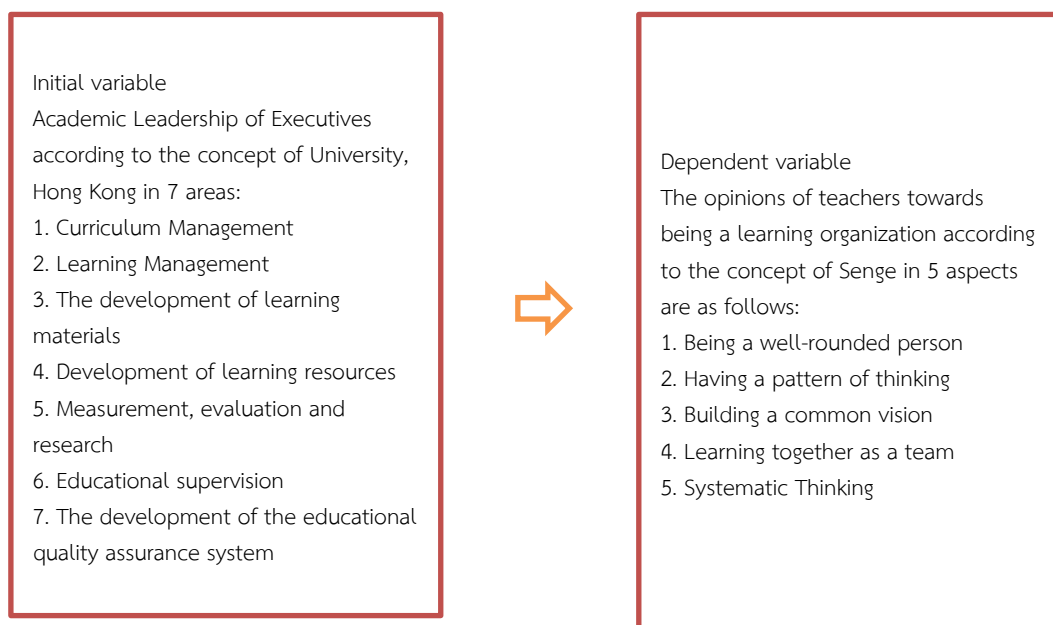 Initial variable
Academic Leadership of Executives
according to the concept of University,
Hong Kong in 7 areas:
1. Curriculum Management
2. Learning Management
3. The development of learning
materials
4. Development of learning resources
5. Measurement, evaluation and
research
6. Educational supervision
7. The development of the educational
quality assurance system
Dependent variable
The opinions of teachers towards
being a learning organization according
to the concept of Senge in 5 aspects
are as follows:
1. Being a well-rounded person
2. Having a pattern of thinking
3. Building a common vision
4. Learning together as a team
5. Systematic Thinking